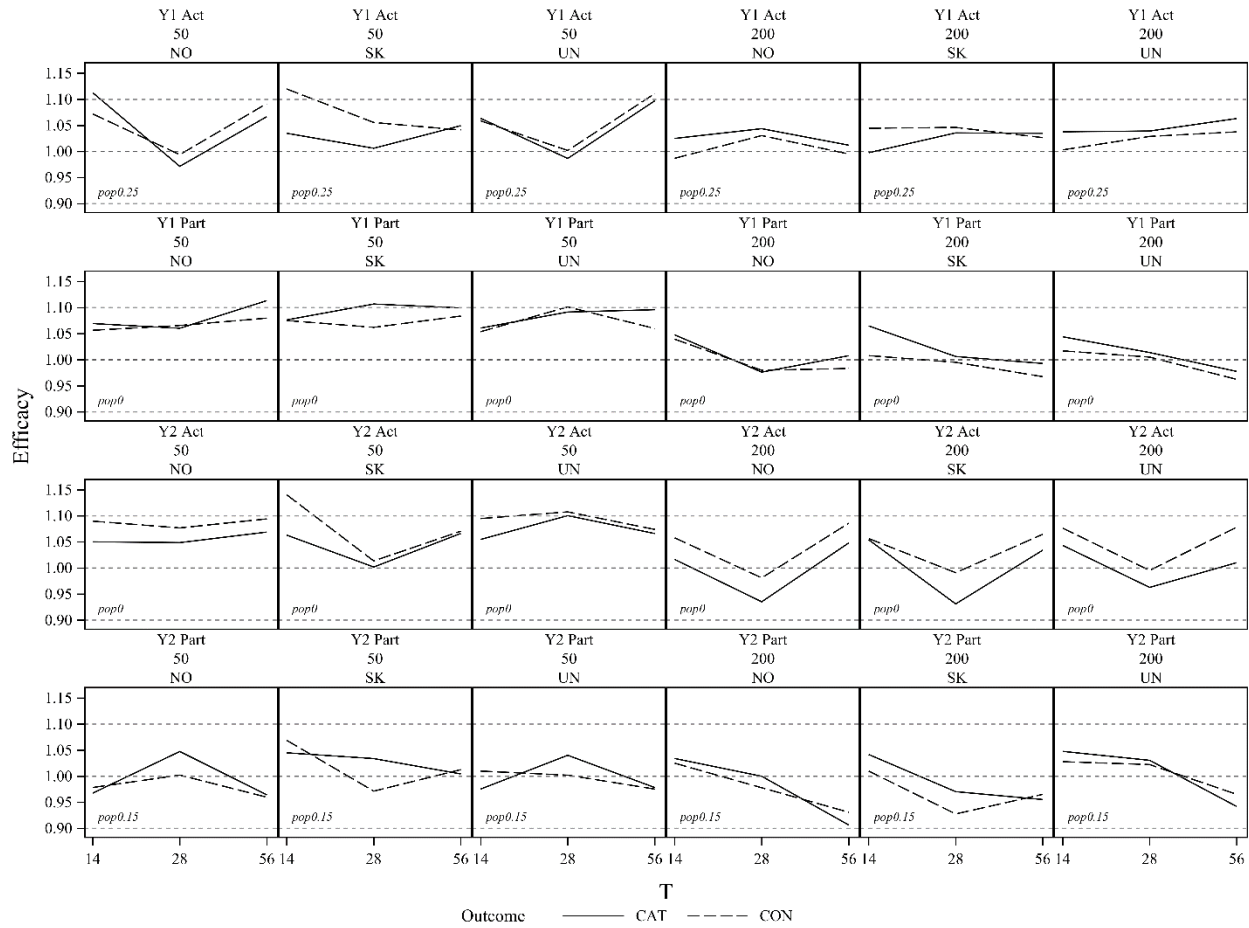 Y1 Act Y1 Act Y1 Act Y1 Act Y1 Act Y1 Act
50 50 50 200 200 200
NO SK UN NO SK UN
1.15
1.10
1.05
1.00
0.95
0.90
pop0.25 pop0.25 pop0.25 pop0.25 pop0.25 pop0.25
Y1 Part Y1 Part Y1 Part Y1 Part Y1 Part Y1 Part
50 50 50 200 200 200
NO SK UN NO SK UN
1.10
1.05
1.00
0.95
0.90
1.15
pop0 pop0 pop0 pop0 pop0 pop0
Efficacy
Y2 Act Y2 Act Y2 Act Y2 Act Y2 Act Y2 Act
50 50 50 200 200 200
NO SK UN NO SK UN
1.15
1.10
1.05
1.00
0.95
0.90
pop0 pop0 pop0 pop0 pop0 pop0
Y2 Part Y2 Part Y2 Part Y2 Part Y2 Part Y2 Part
50 50 50 200 200 200
NO SK UN NO SK UN
1.15
1.10
1.05
1.00
0.95
0.90
pop0.15 pop0.15 pop0.15 pop0.15 pop0.15 pop0.15
14 28 56 14 28 56 14 28 56 14 28 56 14 28 56 14 28 56
T
Outcome CAT CON